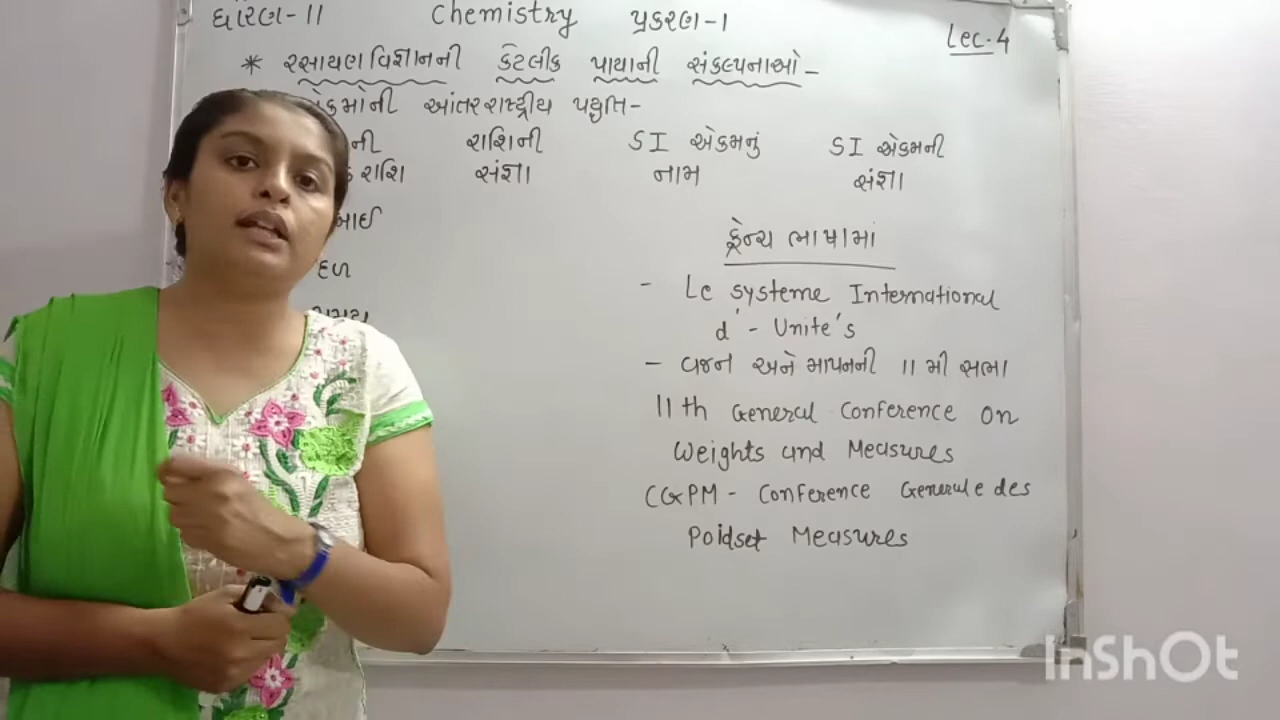 ધોરણ-11 Chemistry પ્રકરણ-1
Lec-4
* રસાયણ વિજ્ઞાનની કેટલીક પાયાની સંકલ્પનાઓ-
આંતરરાષ્ટ્રીય પદ્ધતિ-
રાશિની SI એકમનું SI એકમની
રાશિ સંજ્ઞા નામ સંજ્ઞા
ફ્રેન્ચ ભાષામાં
- Le systeme International
d' - Unite's
- વજન અને માપનની 11 મી સભા
11th General Conference on
Weights and Measures
CGPM - Conference Generale des
Poidset Measures
InShOt